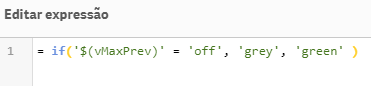 Editar expressão
1 = if('$(vMaxPrev)' = 'off', 'grey', 'green' )